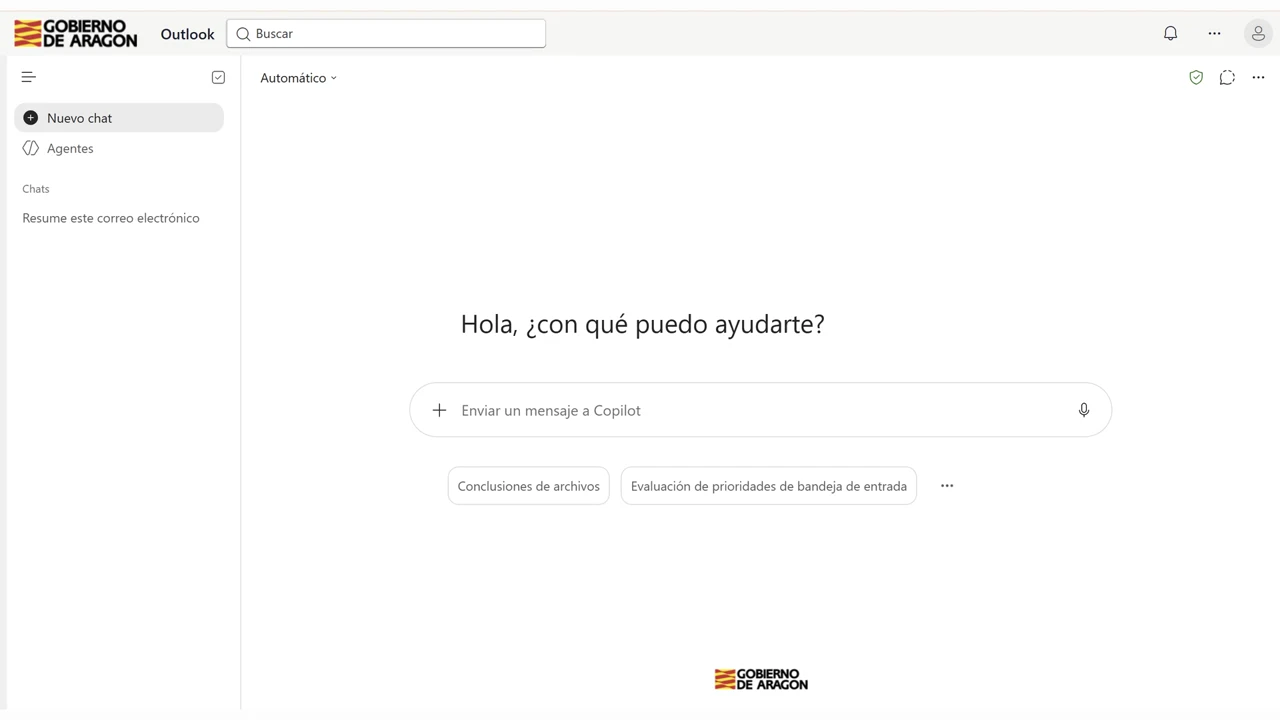 GOBIERNO
DE ARAGON
Outlook
Buscar
Automático
Nuevo chat
Agentes
Chats
Resume este correo electrónico
Hola, ¿con qué puedo ayudarte?
Enviar un mensaje a Copilot
Conclusiones de archivos
Evaluación de prioridades de bandeja de entrada
GOBIERNO
DE ARAGON